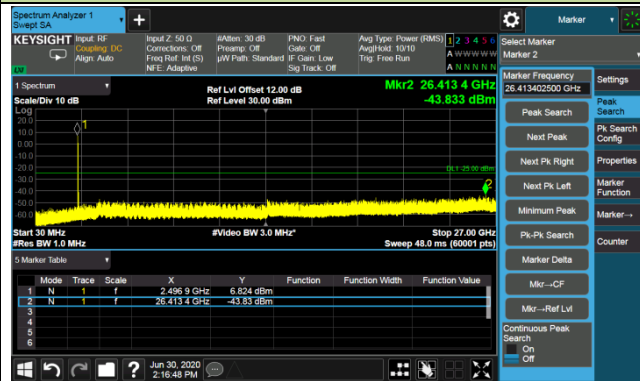 Spectrum Analyzer 1
Swept SA
+
Marker
KEYSIGHT
Input: RF
Coupling: DC
Align: Auto
Input Z: 50 Ω
Corrections: Off
Freq Ref: Int (S)
NFE: Adaptive
#Atten: 30 dB
Preamp: Off
µW Path: Standard
PNO: Fast
Gate: Off
IF Gain: Low
Sig Track: Off
Avg Type: Power (RMS)
Avg|Hold: 10/10
Trig: Free Run
1 2 3 4 5 6
A W W W W W
A N N N N N
Select Marker
Marker 2
1 Spectrum
Scale/Div 10 dB
Log
Ref Lvl Offset 12.00 dB
Ref Level 30.00 dBm
Mkr2 26.413 4 GHz
-43.833 dBm
20.0
10.0
0.00
-10.0
-20.0
-30.0
-40.0
-50.0
-60.0
1
DL1 -25.00 dBm
2
Start 30 MHz
#Video BW 3.0 MHz*
Stop 27.00 GHz
#Res BW 1.0 MHz
Sweep 48.0 ms (60001 pts)
5 Marker Table
Mode Trace Scale X Y Function Function Width Function Value
1 N 1 f 2.496 9 GHz 6.824 dBm
2 N 1 f 26.413 4 GHz -43.83 dBm
3
4
5
6
Marker Frequency
26.413402500 GHz
Peak Search
Next Peak
Next Pk Right
Next Pk Left
Minimum Peak
Pk-Pk Search
Marker Delta
Mkr→CF
Mkr→Ref Lvl
Continuous Peak
Search
On
Off
Settings
Peak
Search
Pk Search
Config
Properties
Marker
Function
Marker→
Counter
?
Jun 30, 2020
2:16:48 PM